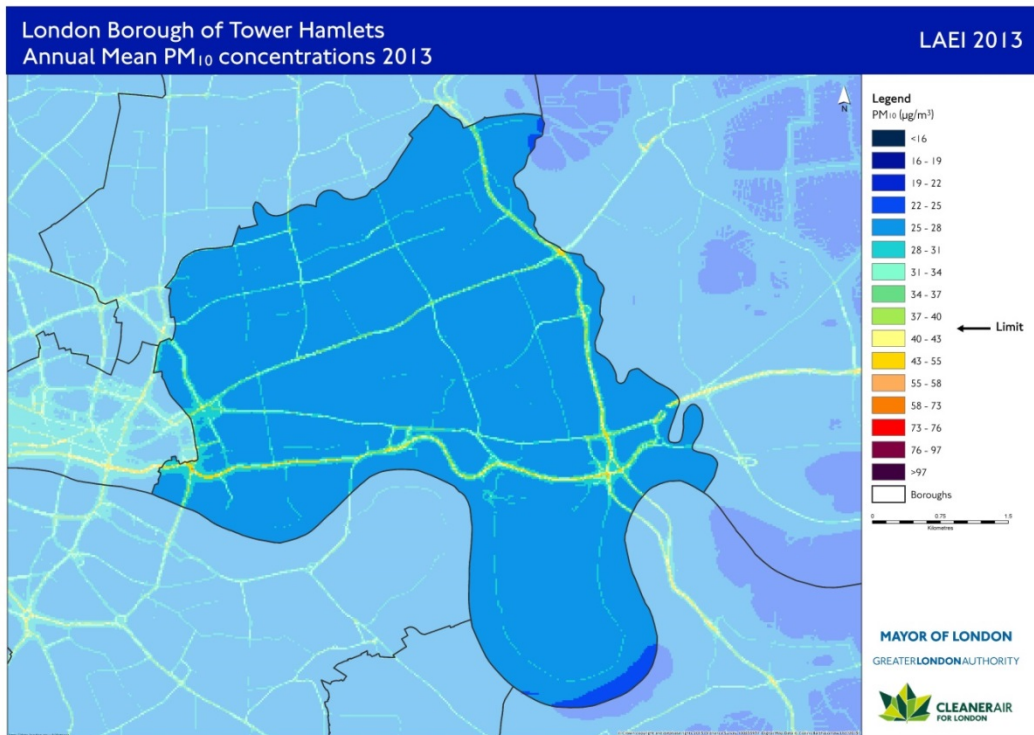 London Borough of Tower Hamlets
Annual Mean PM₁₀ concentrations 2013
LAEI 2013
N
Legend
PM₁₀ (µg/m³)
<16
16 - 19
19 - 22
22 - 25
25 - 28
28 - 31
31 - 34
34 - 37
37 - 40
Limit
40 - 43
43 - 55
55 - 58
58 - 73
73 - 76
76 - 97
>97
Boroughs
0 0.75 1.5
Kilometres
MAYOR OF LONDON
GREATERLONDONAUTHORITY
CLEANERAIR
FOR LONDON